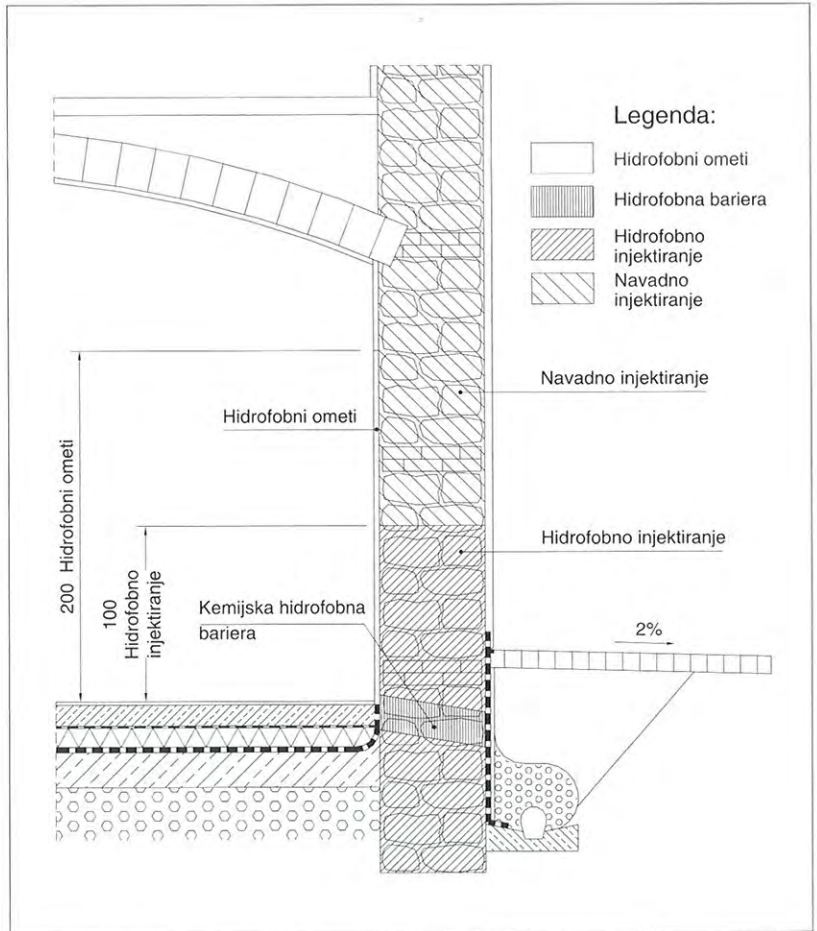 Legenda:
Hidrofobni ometi
Hidrofobna bariera
Hidrofobno
injektiranje
Navadno
injektiranje
Navadno injektiranje
Hidrofobni ometi
200 Hidrofobni ometi
Hidrofobno injektiranje
100
Hidrofobno
injektiranje
Kemijska hidrofobna
bariera
2%